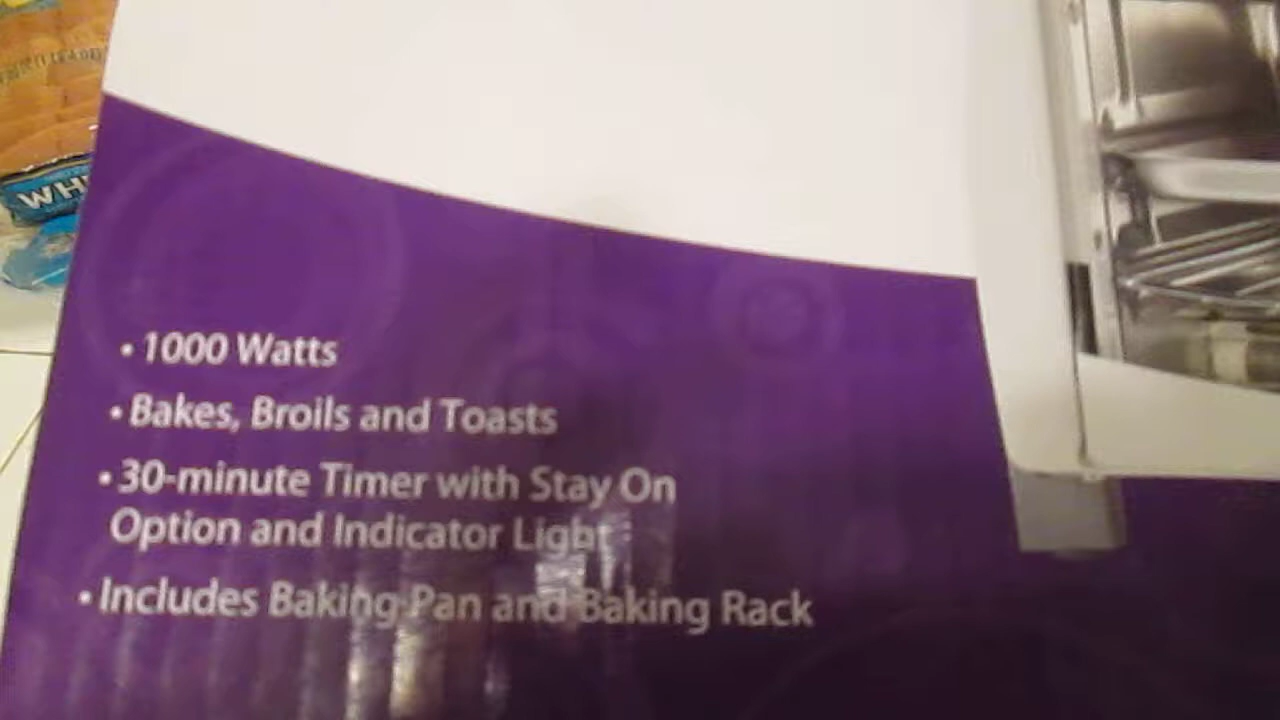 WH
• 1000 Watts
• Bakes, Broils and Toasts
• 30-minute Timer with Stay On
Option and Indicator Light
• Includes Baking Pan and Baking Rack